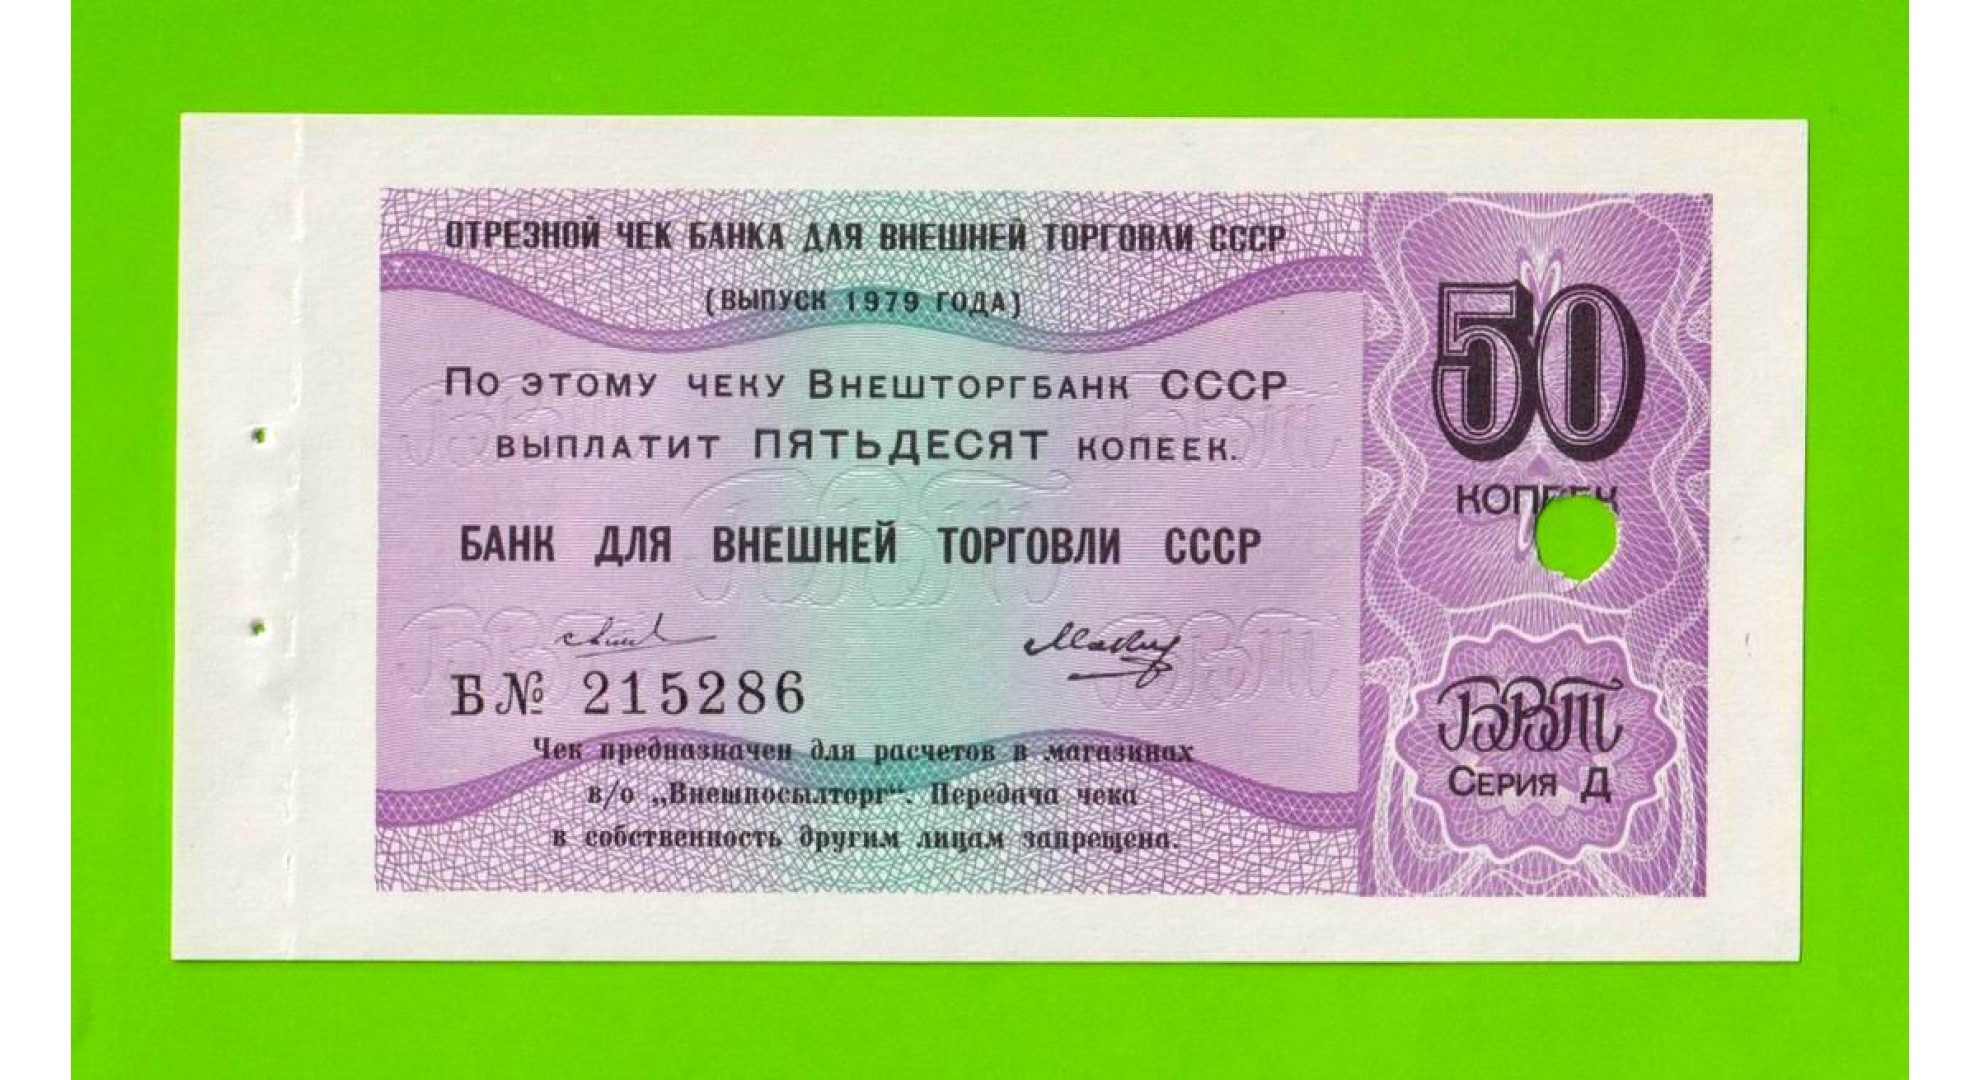 ОТРЕЗНОЙ ЧЕК БАНКА ДЛЯ ВНЕШНЕЙ ТОРГОВЛИ СССР
(ВЫПУСК 1979 ГОДА)
По этому чеку Внешторгбанк СССР
выплатит ПЯТЬДЕСЯТ копеек.
БАНК ДЛЯ ВНЕШНЕЙ ТОРГОВЛИ СССР
Б№ 215286
Чек предназначен для расчетов в магазинах
в/о „Внешпосылторг“. Передача чека
в собственность другим лицам запрещена.
50
КОПЕЕК
БВТ
Серия Д